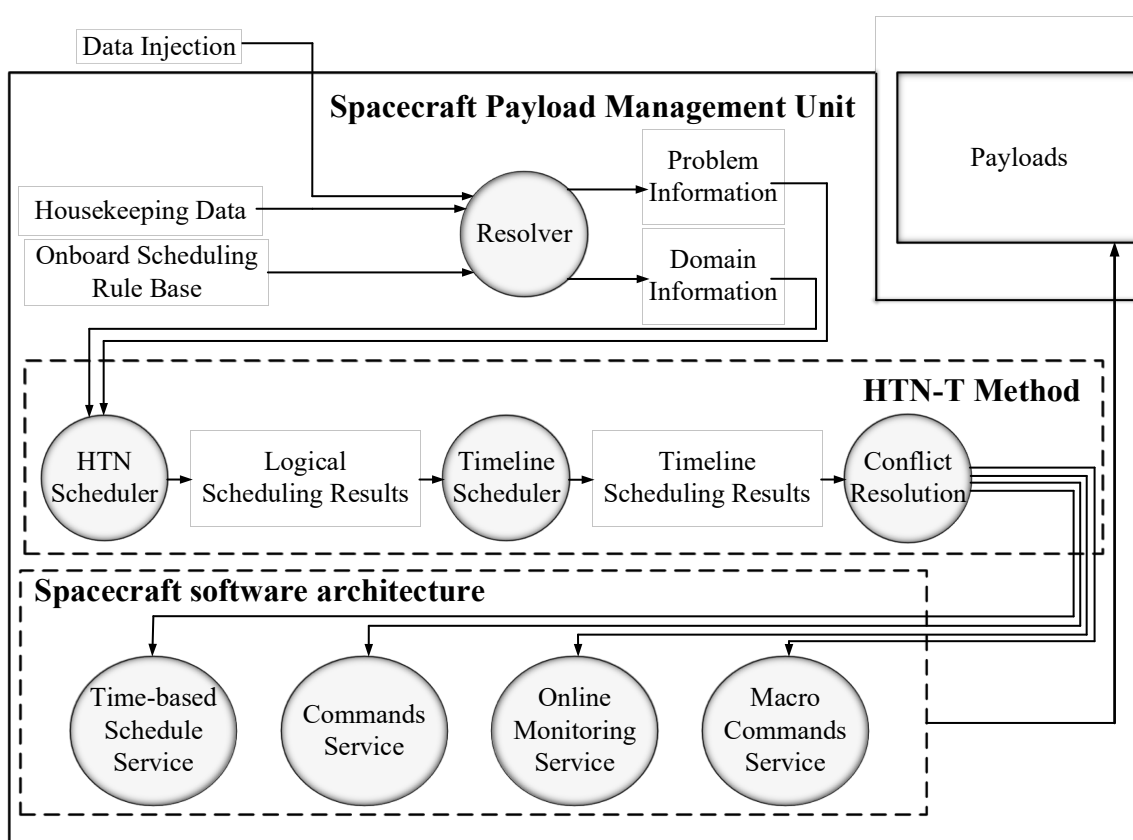 Data Injection
Spacecraft Payload Management Unit
Payloads
Problem
Information
Housekeeping Data
Resolver
Onboard Scheduling
Rule Base
Domain
Information
HTN-T Method
HTN
Scheduler
Logical
Scheduling Results
Timeline
Scheduler
Timeline
Scheduling Results
Conflict
Resolution
Spacecraft software architecture
Time-based
Schedule
Service
Commands
Service
Online
Monitoring
Service
Macro
Commands
Service